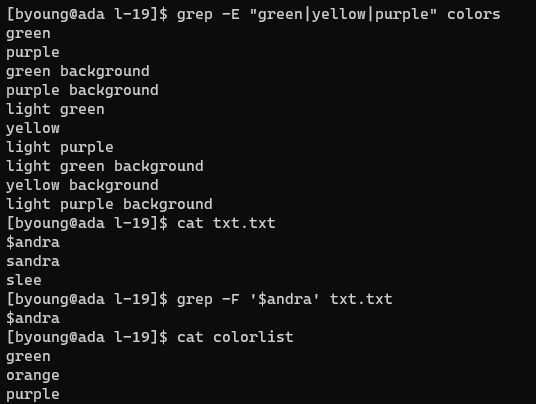 [byoung@ada l-19]$ grep -E "green|yellow|purple" colors
green
purple
green background
purple background
light green
yellow
light purple
light green background
yellow background
light purple background
[byoung@ada l-19]$ cat txt.txt
$andra
sandra
slee
[byoung@ada l-19]$ grep -F '$andra' txt.txt
$andra
[byoung@ada l-19]$ cat colorlist
green
orange
purple